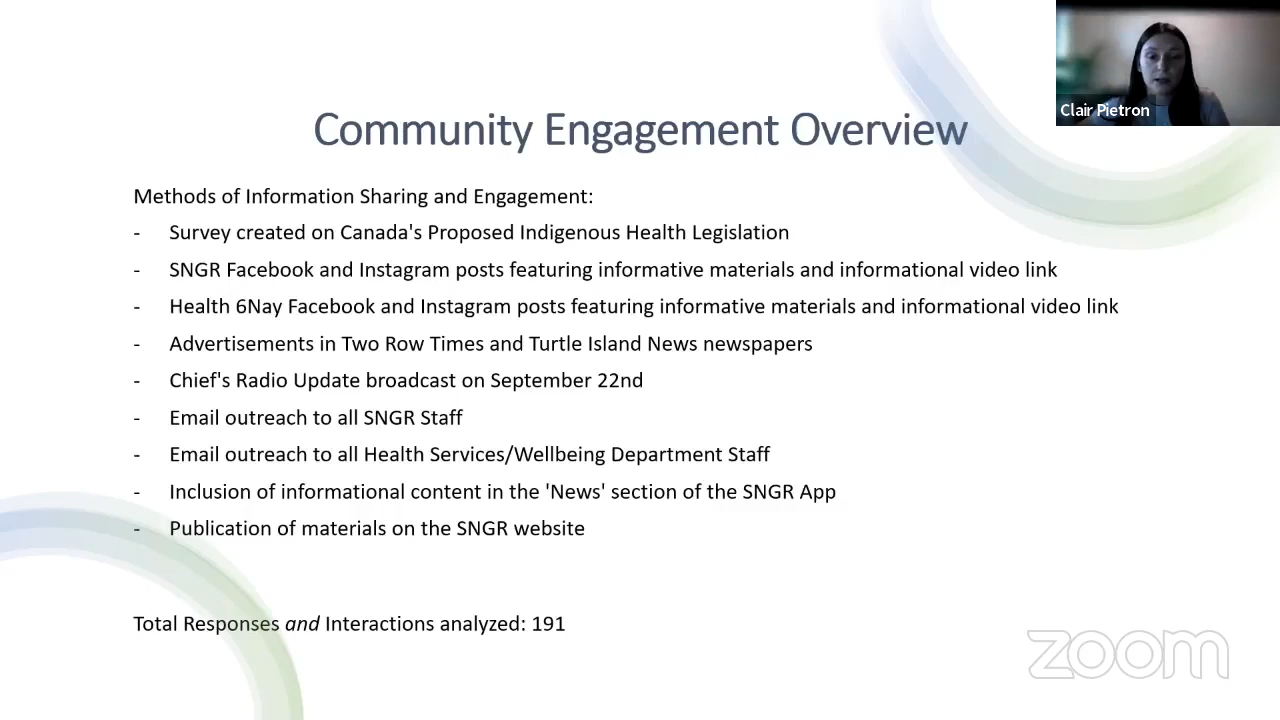 Clair Pietron
Community Engagement Overview
Methods of Information Sharing and Engagement:
- Survey created on Canada's Proposed Indigenous Health Legislation
- SNGR Facebook and Instagram posts featuring informative materials and informational video link
- Health 6Nay Facebook and Instagram posts featuring informative materials and informational video link
- Advertisements in Two Row Times and Turtle Island News newspapers
- Chief's Radio Update broadcast on September 22nd
- Email outreach to all SNGR Staff
- Email outreach to all Health Services/Wellbeing Department Staff
- Inclusion of informational content in the 'News' section of the SNGR App
- Publication of materials on the SNGR website
Total Responses and Interactions analyzed: 191
zoom